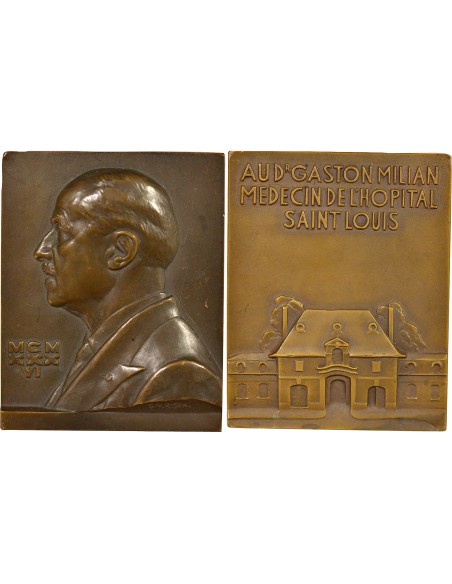 MCM
XXX
VI
AU DR GASTON MILIAN
MEDECIN DE L'HOPITAL
SAINT LOUIS